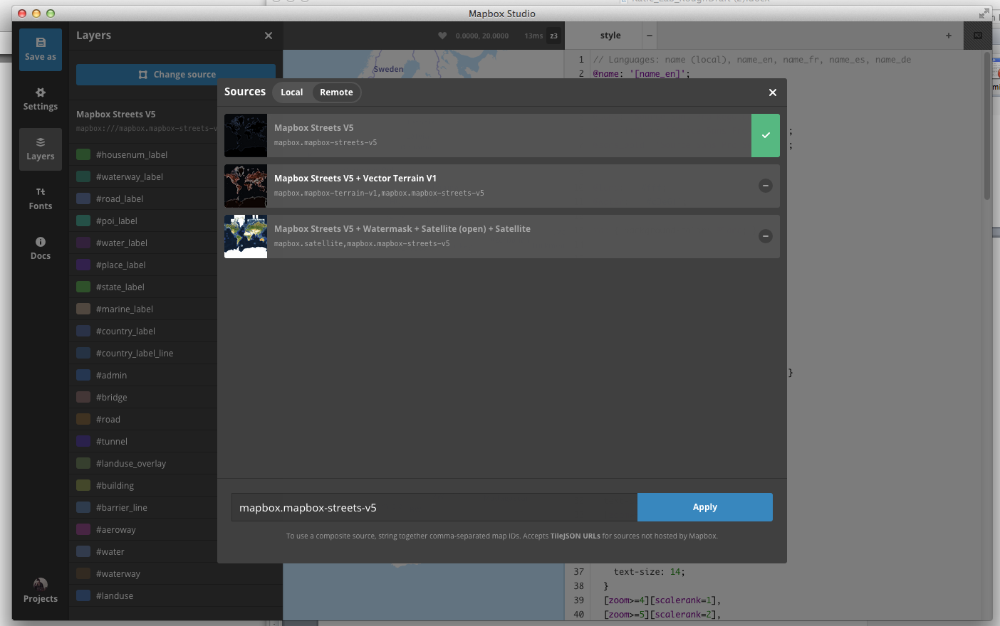 Mapbox Studio
Save as
Settings
Layers
Fonts
Docs
Projects
Layers
Change source
Mapbox Streets V5
mapbox:///mapbox.mapbox-streets-v
#housenum_label
#waterway_label
#road_label
#poi_label
#water_label
#place_label
#state_label
#marine_label
#country_label
#country_label_line
#admin
#bridge
#road
#tunnel
#landuse_overlay
#building
#barrier_line
#aeroway
#water
#waterway
#landuse
0.0000, 20.0000 13ms z3
Sweden
style
1 // Languages: name (local), name_en, name_fr, name_es, name_de
2 @name: '[name_en]';
;
;
}
37 text-size: 14;
38 }
39 [zoom>=4][scalerank=1],
40 [zoom>=5][scalerank=2],
Sources Local Remote
Mapbox Streets V5
mapbox.mapbox-streets-v5
Mapbox Streets V5 + Vector Terrain V1
mapbox.mapbox-terrain-v1,mapbox.mapbox-streets-v5
Mapbox Streets V5 + Watermask + Satellite (open) + Satellite
mapbox.satellite,mapbox.mapbox-streets-v5
mapbox.mapbox-streets-v5
Apply
To use a composite source, string together comma-separated map IDs. Accepts TileJSON URLs for sources not hosted by Mapbox.